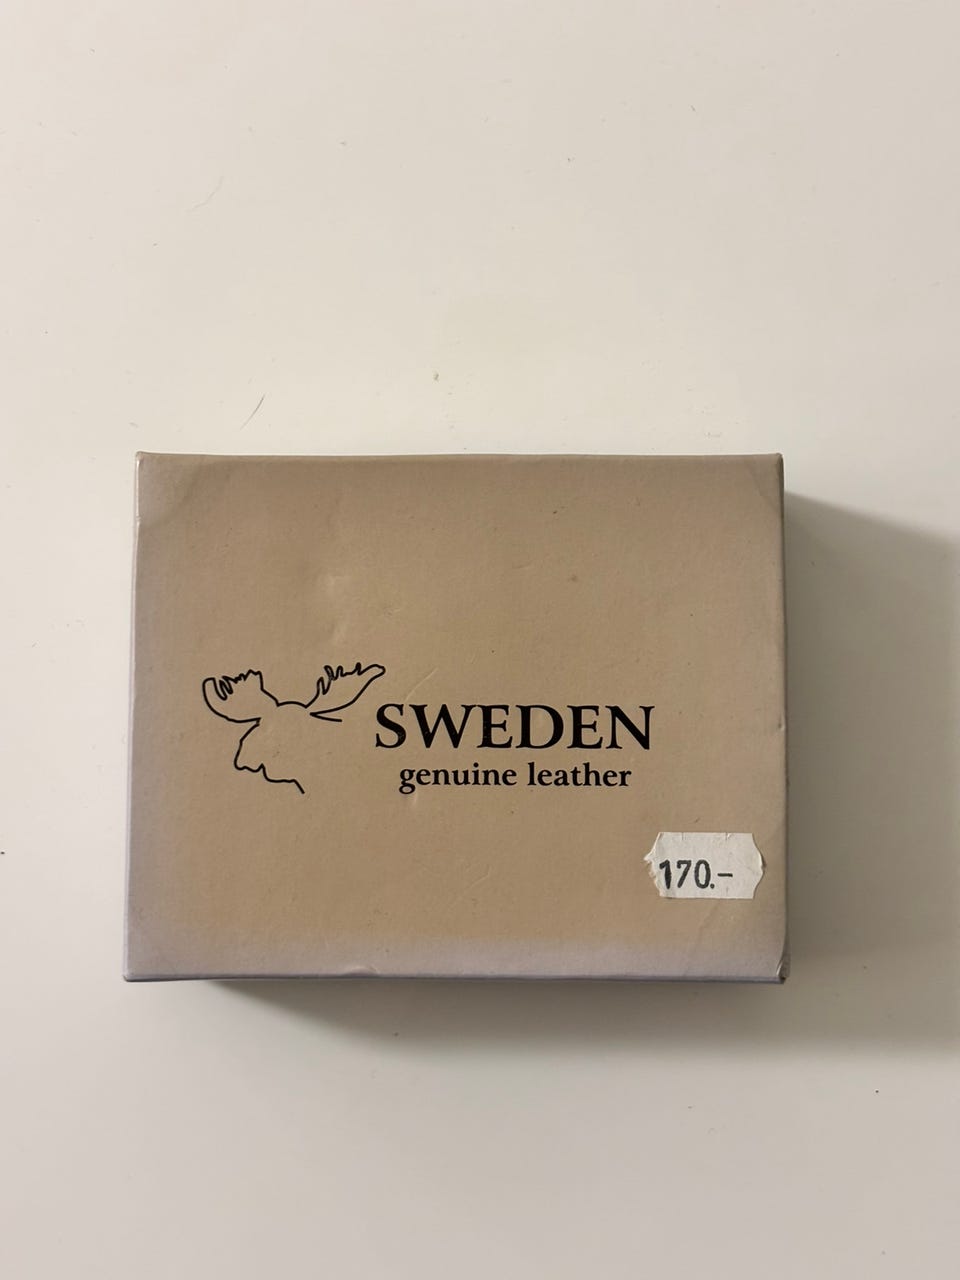 SWEDEN
genuine leather
170.-